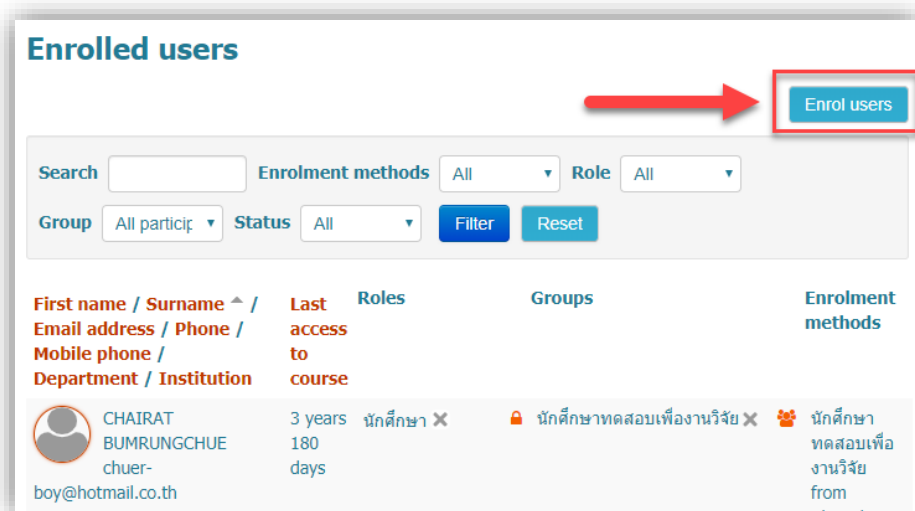 Enrolled users
Enrol users
Search Enrolment methods All Role All
Group All particip Status All Filter Reset
First name / Surname /
Email address / Phone /
Mobile phone /
Department / Institution
Last
access
to
course
Roles
Groups
Enrolment
methods
CHAIRAT
BUMRUNGCHUE
chuer-
boy@hotmail.co.th
3 years
180
days
นักศึกษา
นักศึกษาทดสอบเพื่องานวิจัย
นักศึกษา
ทดสอบเพื่อ
งานวิจัย
from